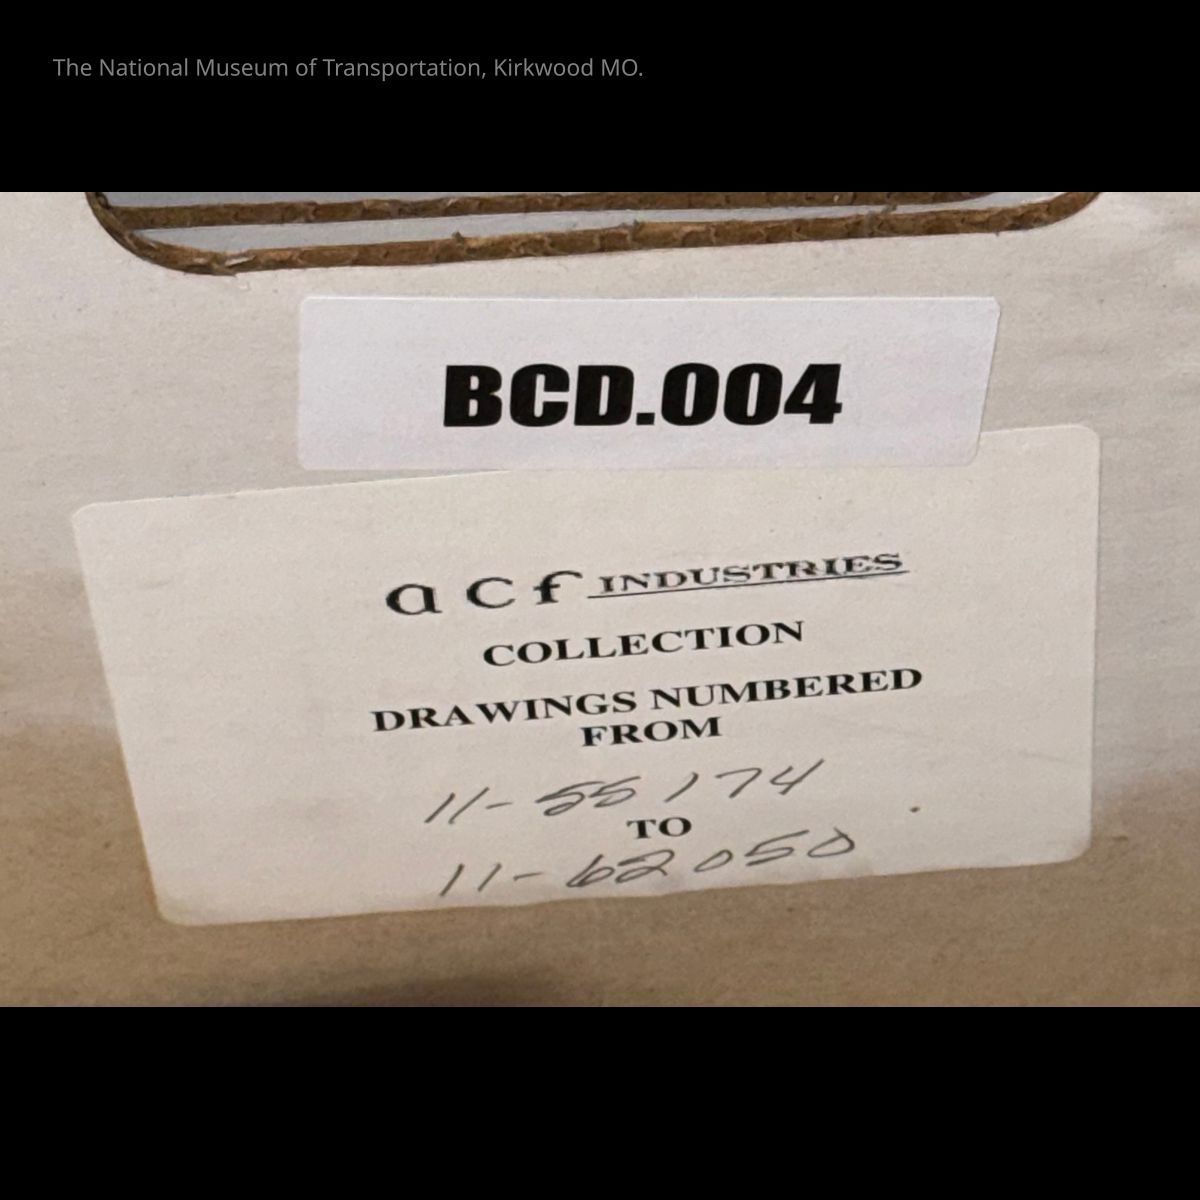 The National Museum of Transportation, Kirkwood MO.
BCD.004
acf INDUSTRIES
COLLECTION
DRAWINGS NUMBERED
FROM
11-55174
TO
11-62050